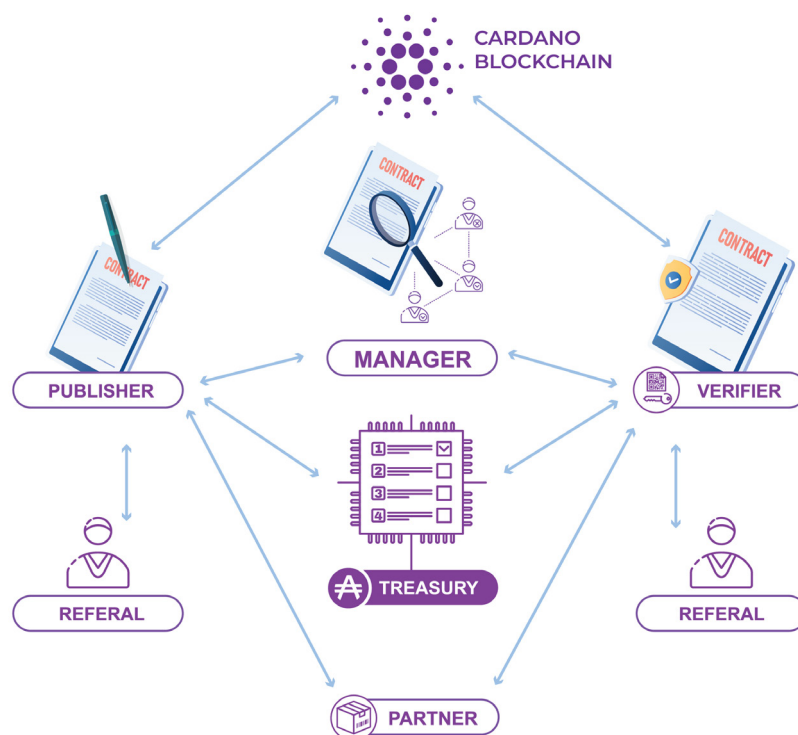 CARDANO
BLOCKCHAIN
CONTRACT
CONTRACT
CONTRACT
MANAGER
PUBLISHER
VERIFIER
1
2
3
4
REFERAL
TREASURY
REFERAL
PARTNER